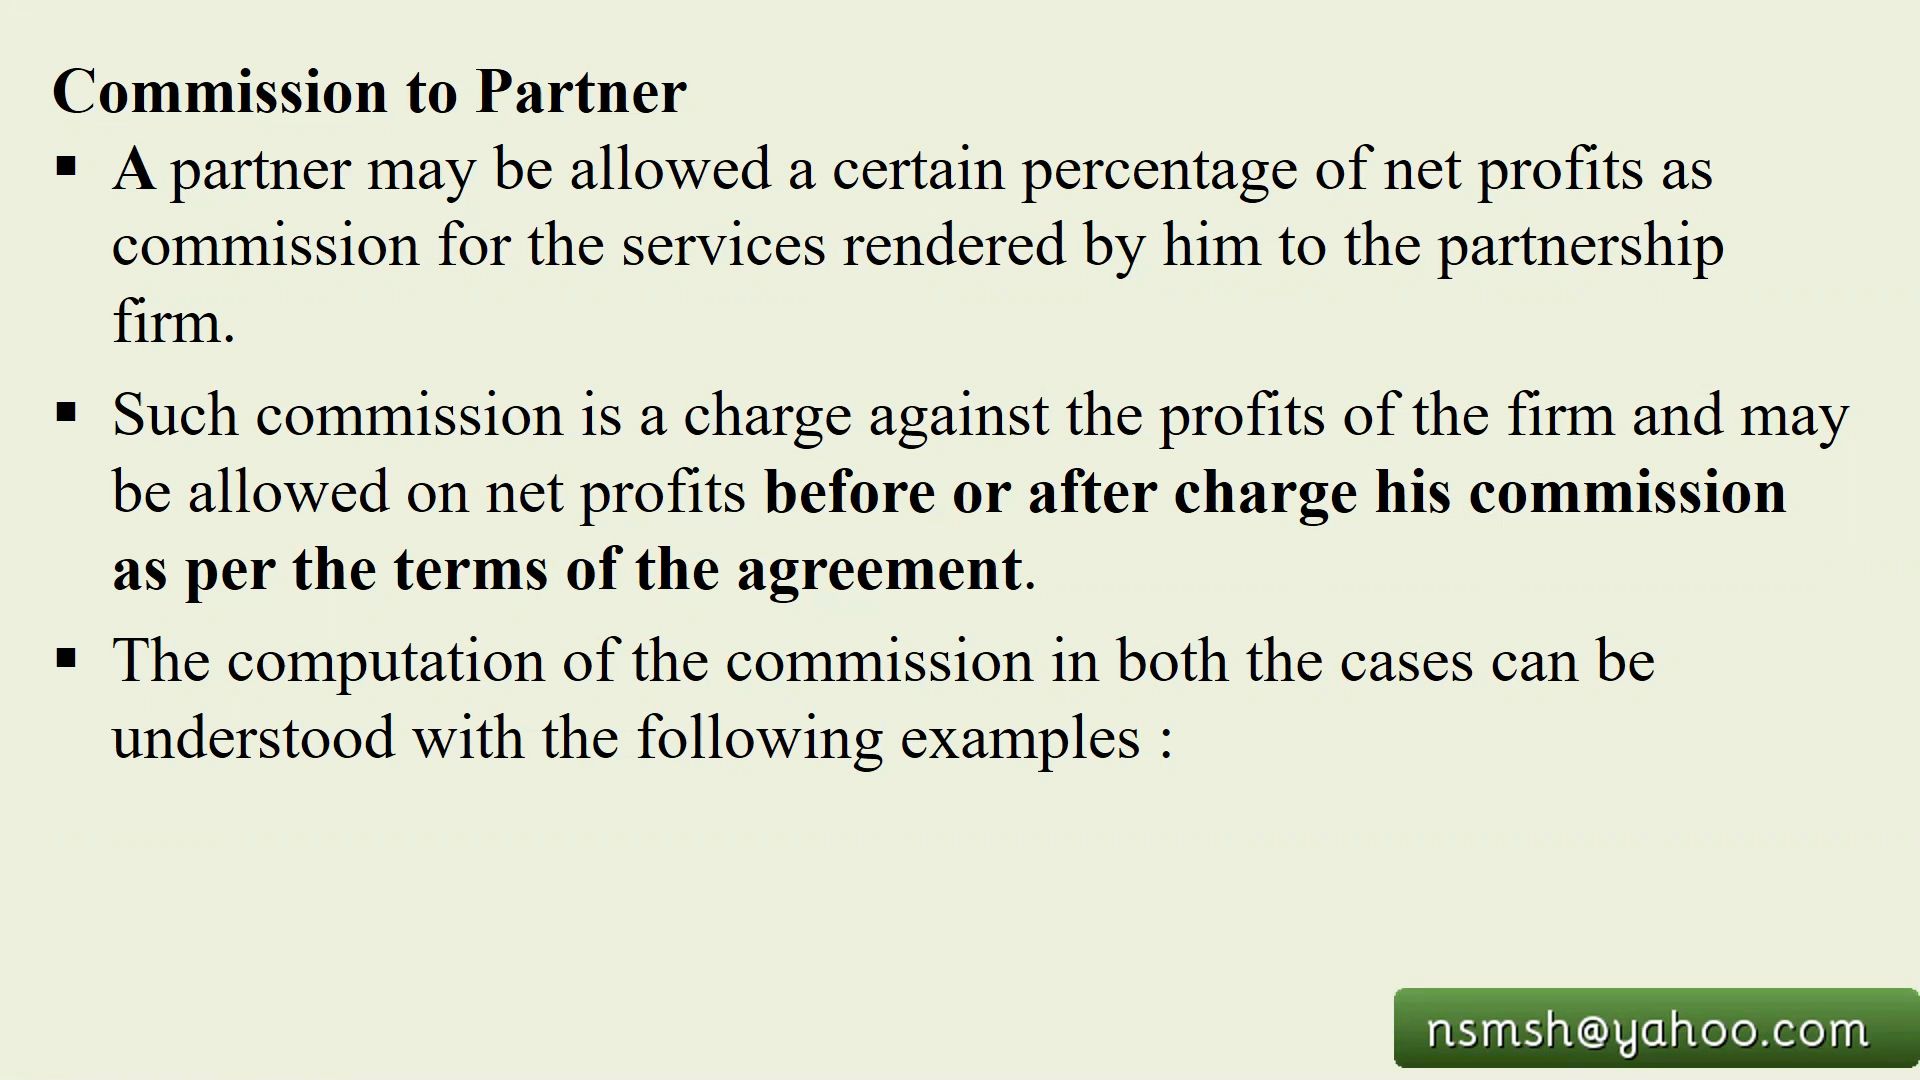 Commission to Partner
▪ A partner may be allowed a certain percentage of net profits as
commission for the services rendered by him to the partnership
firm.
▪ Such commission is a charge against the profits of the firm and may
be allowed on net profits before or after charge his commission
as per the terms of the agreement.
▪ The computation of the commission in both the cases can be
understood with the following examples :
nsmsh@yahoo.com